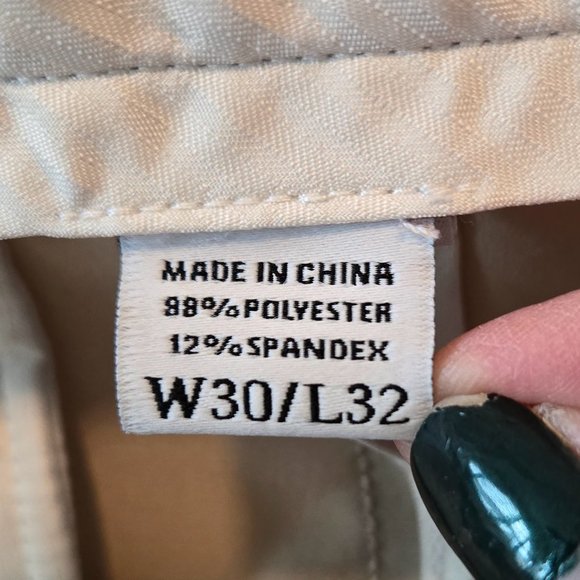 MADE IN CHINA
88%POLYESTER
12%SPANDEX
W30/L32